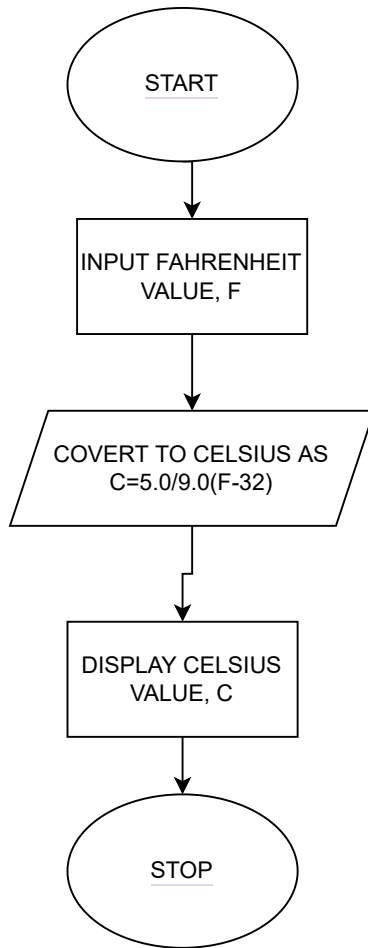 START
INPUT FAHRENHEIT
VALUE, F
COVERT TO CELSIUS AS
C=5.0/9.0(F-32)
DISPLAY CELSIUS
VALUE, C
STOP